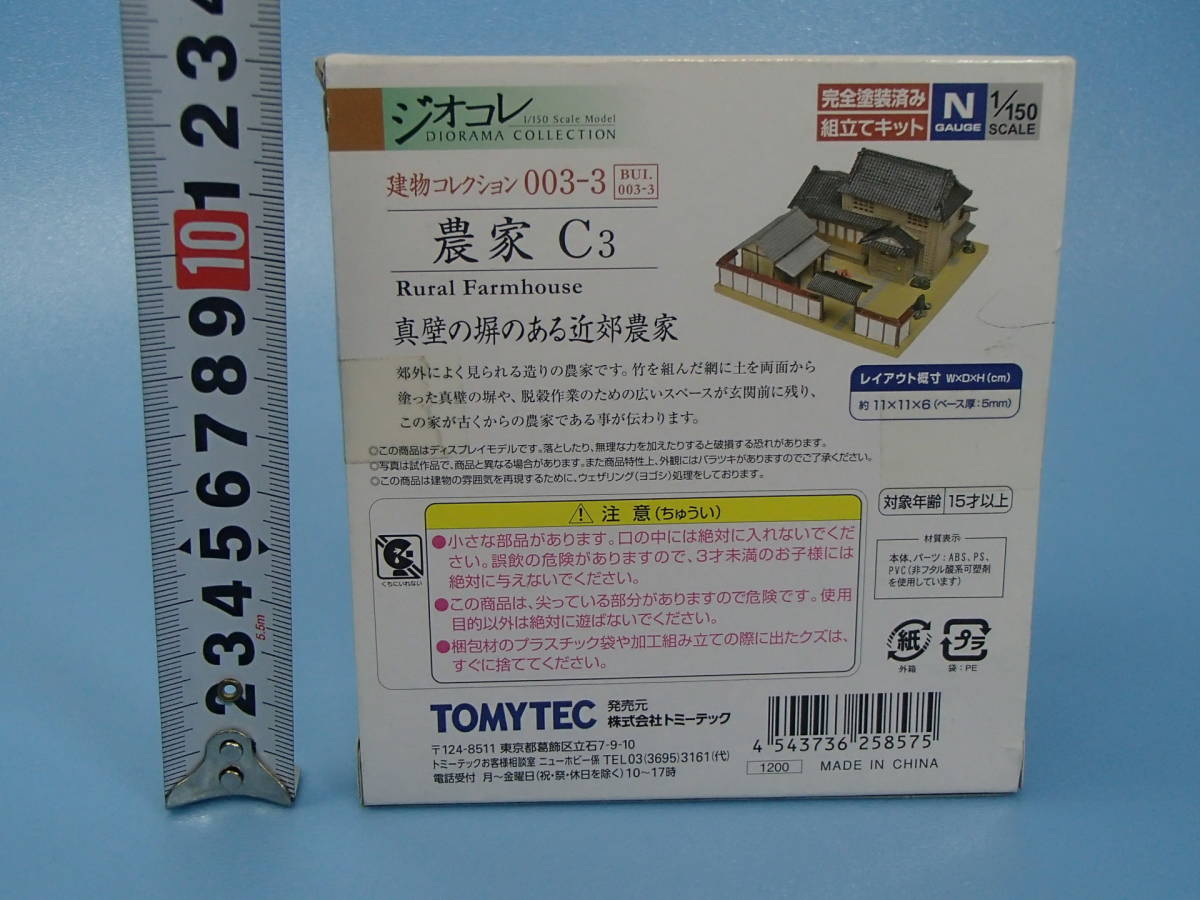 ジオコレ
1/150 Scale Model
DIORAMA COLLECTION
完全塗装済み
組立てキット
N
GAUGE
1/150
SCALE
建物コレクション 003-3
BUI.
003-3
農家 C3
Rural Farmhouse
真壁の塀のある近郊農家
郊外によく見られる造りの農家です。竹を組んだ網に土を両面から
塗った真壁の塀や、脱穀作業のための広いスペースが玄関前に残り、
この家が古くからの農家である事が伝わります。
レイアウト概寸 W×D×H(cm)
約 11×11×6(ベース厚:5mm)
◎この商品はディスプレイモデルです。落としたり、無理な力を加えたりすると破損する恐れがあります。
◎写真は試作品で、商品と異なる場合があります。また商品特性上、外観にはバラツキがありますのでご了承ください。
◎この商品は建物の雰囲気を再現するために、ウェザリング(ヨゴシ)処理をしております。
対象年齢 15才以上
⚠ 注意(ちゅうい)
●小さな部品があります。口の中には絶対に入れないでくだ
さい。誤飲の危険がありますので、3才未満のお子様には
絶対に与えないでください。
●この商品は、尖っている部分がありますので危険です。使用
目的以外は絶対に遊ばないでください。
●梱包材のプラスチック袋や加工組み立ての際に出たクズは、
すぐに捨ててください。
くちにいれない
材質表示
本体、パーツ:ABS、PS、
PVC(非フタル酸系可塑剤
を使用しています)
紙
外箱
プラ
袋:PE
TOMYTEC
発売元
株式会社トミーテック
〒124-8511 東京都葛飾区立石7-9-10
トミーテックお客様相談室 ニューホビー係 TEL03(3695)3161(代)
電話受付 月〜金曜日(祝・祭・休日を除く)10〜17時
4 543736 258575
1200
MADE IN CHINA
4
3
2
1
10
9
8
7
6
5
4
3
2
5.5m